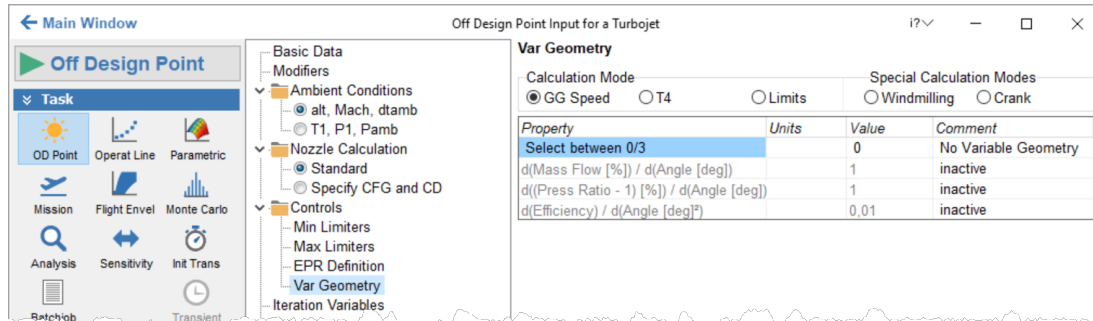 Main Window
Off Design Point Input for a Turbojet
i?
Off Design Point
Task
OD Point Operat Line Parametric
Mission Flight Envel Monte Carlo
Analysis Sensitivity Init Trans
Batchjob Transient
Basic Data
Modifiers
Ambient Conditions
alt, Mach, dtamb
T1, P1, Pamb
Nozzle Calculation
Standard
Specify CFG and CD
Controls
Min Limiters
Max Limiters
EPR Definition
Var Geometry
Iteration Variables
Var Geometry
Calculation Mode Special Calculation Modes
GG Speed T4 Limits Windmilling Crank
Property Units Value Comment
Select between 0/3 0 No Variable Geometry
d(Mass Flow [%]) / d(Angle [deg]) 1 inactive
d((Press Ratio - 1) [%]) / d(Angle [deg]) 1 inactive
d(Efficiency) / d(Angle [deg]²) 0,01 inactive